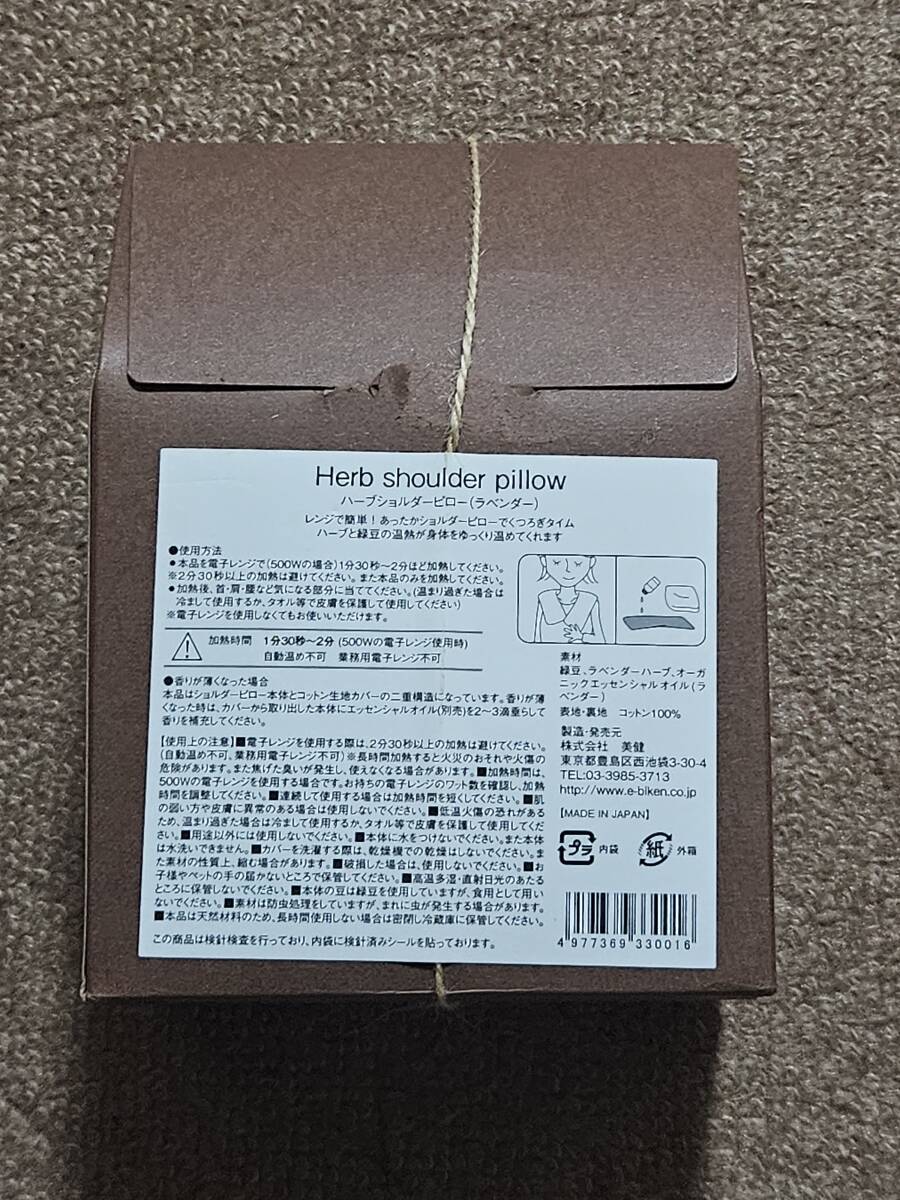 Herb shoulder pillow
ハーブショルダーピロー(ラベンダー)
レンジで簡単!あったかショルダーピローでくつろぎタイム
ハーブと緑豆の温熱が身体をゆっくり温めてくれます
●使用方法
●本品を電子レンジで(500Wの場合)1分30秒〜2分ほど加熱してください。
※2分30秒以上の加熱は避けてください。また本品のみを加熱してください。
●加熱後、首・肩・腰など気になる部分に当ててください。(温まり過ぎた場合は
冷まして使用するか、タオル等で皮膚を保護して使用してください)
※電子レンジを使用しなくてもお使いいただけます。
加熱時間 1分30秒〜2分(500Wの電子レンジ使用時)
自動温め不可 業務用電子レンジ不可
●香りが薄くなった場合
本品はショルダーピロー本体とコットン生地カバーの二重構造になっています。香りが薄
くなった時は、カバーから取り出した本体にエッセンシャルオイル(別売)を2〜3滴垂らして
香りを補充してください。
【使用上の注意】■電子レンジを使用する際は、2分30秒以上の加熱は避けてください。
(自動温め不可、業務用電子レンジ不可)※長時間加熱すると火災のおそれや火傷の
危険があります。また焦げた臭いが発生し、使えなくなる場合があります。■加熱時間は、
500Wの電子レンジを使用する場合です。お持ちの電子レンジのワット数を確認し、加熱
時間を調整してください。■連続して使用する場合は加熱時間を短くしてください。■肌
の弱い方や皮膚に異常のある場合は使用しないでください。■低温火傷の恐れがある
ため、温まり過ぎた場合は冷まして使用するか、タオル等で皮膚を保護して使用してくださ
い。■用途以外には使用しないでください。■本体に水をつけないでください。また本体
は水洗いできません。■カバーを洗濯する際は、乾燥機での乾燥はしないでください。ま
た素材の性質上、縮む場合があります。■破損した場合は、使用しないでください。■お
子様やペットの手の届かないところで保管してください。■高温多湿・直射日光のあたる
ところに保管しないでください。■本体の豆は緑豆を使用していますが、食用として用い
ないでください。■素材は防虫処理をしていますが、まれに虫が発生する場合があります。
■本品は天然材料のため、長時間使用しない場合は密閉し冷蔵庫に保管してください。
この商品は検針検査を行っており、内袋に検針済みシールを貼っております。
素材
緑豆、ラベンダーハーブ、オーガ
ニックエッセンシャルオイル(ラ
ベンダー)
表地・裏地 コットン100%
製造・発売元
株式会社 美健
東京都豊島区西池袋3-30-4
TEL:03-3985-3713
http://www.e-biken.co.jp
【MADE IN JAPAN】
プラ 内袋 紙 外箱
4 977369 330016